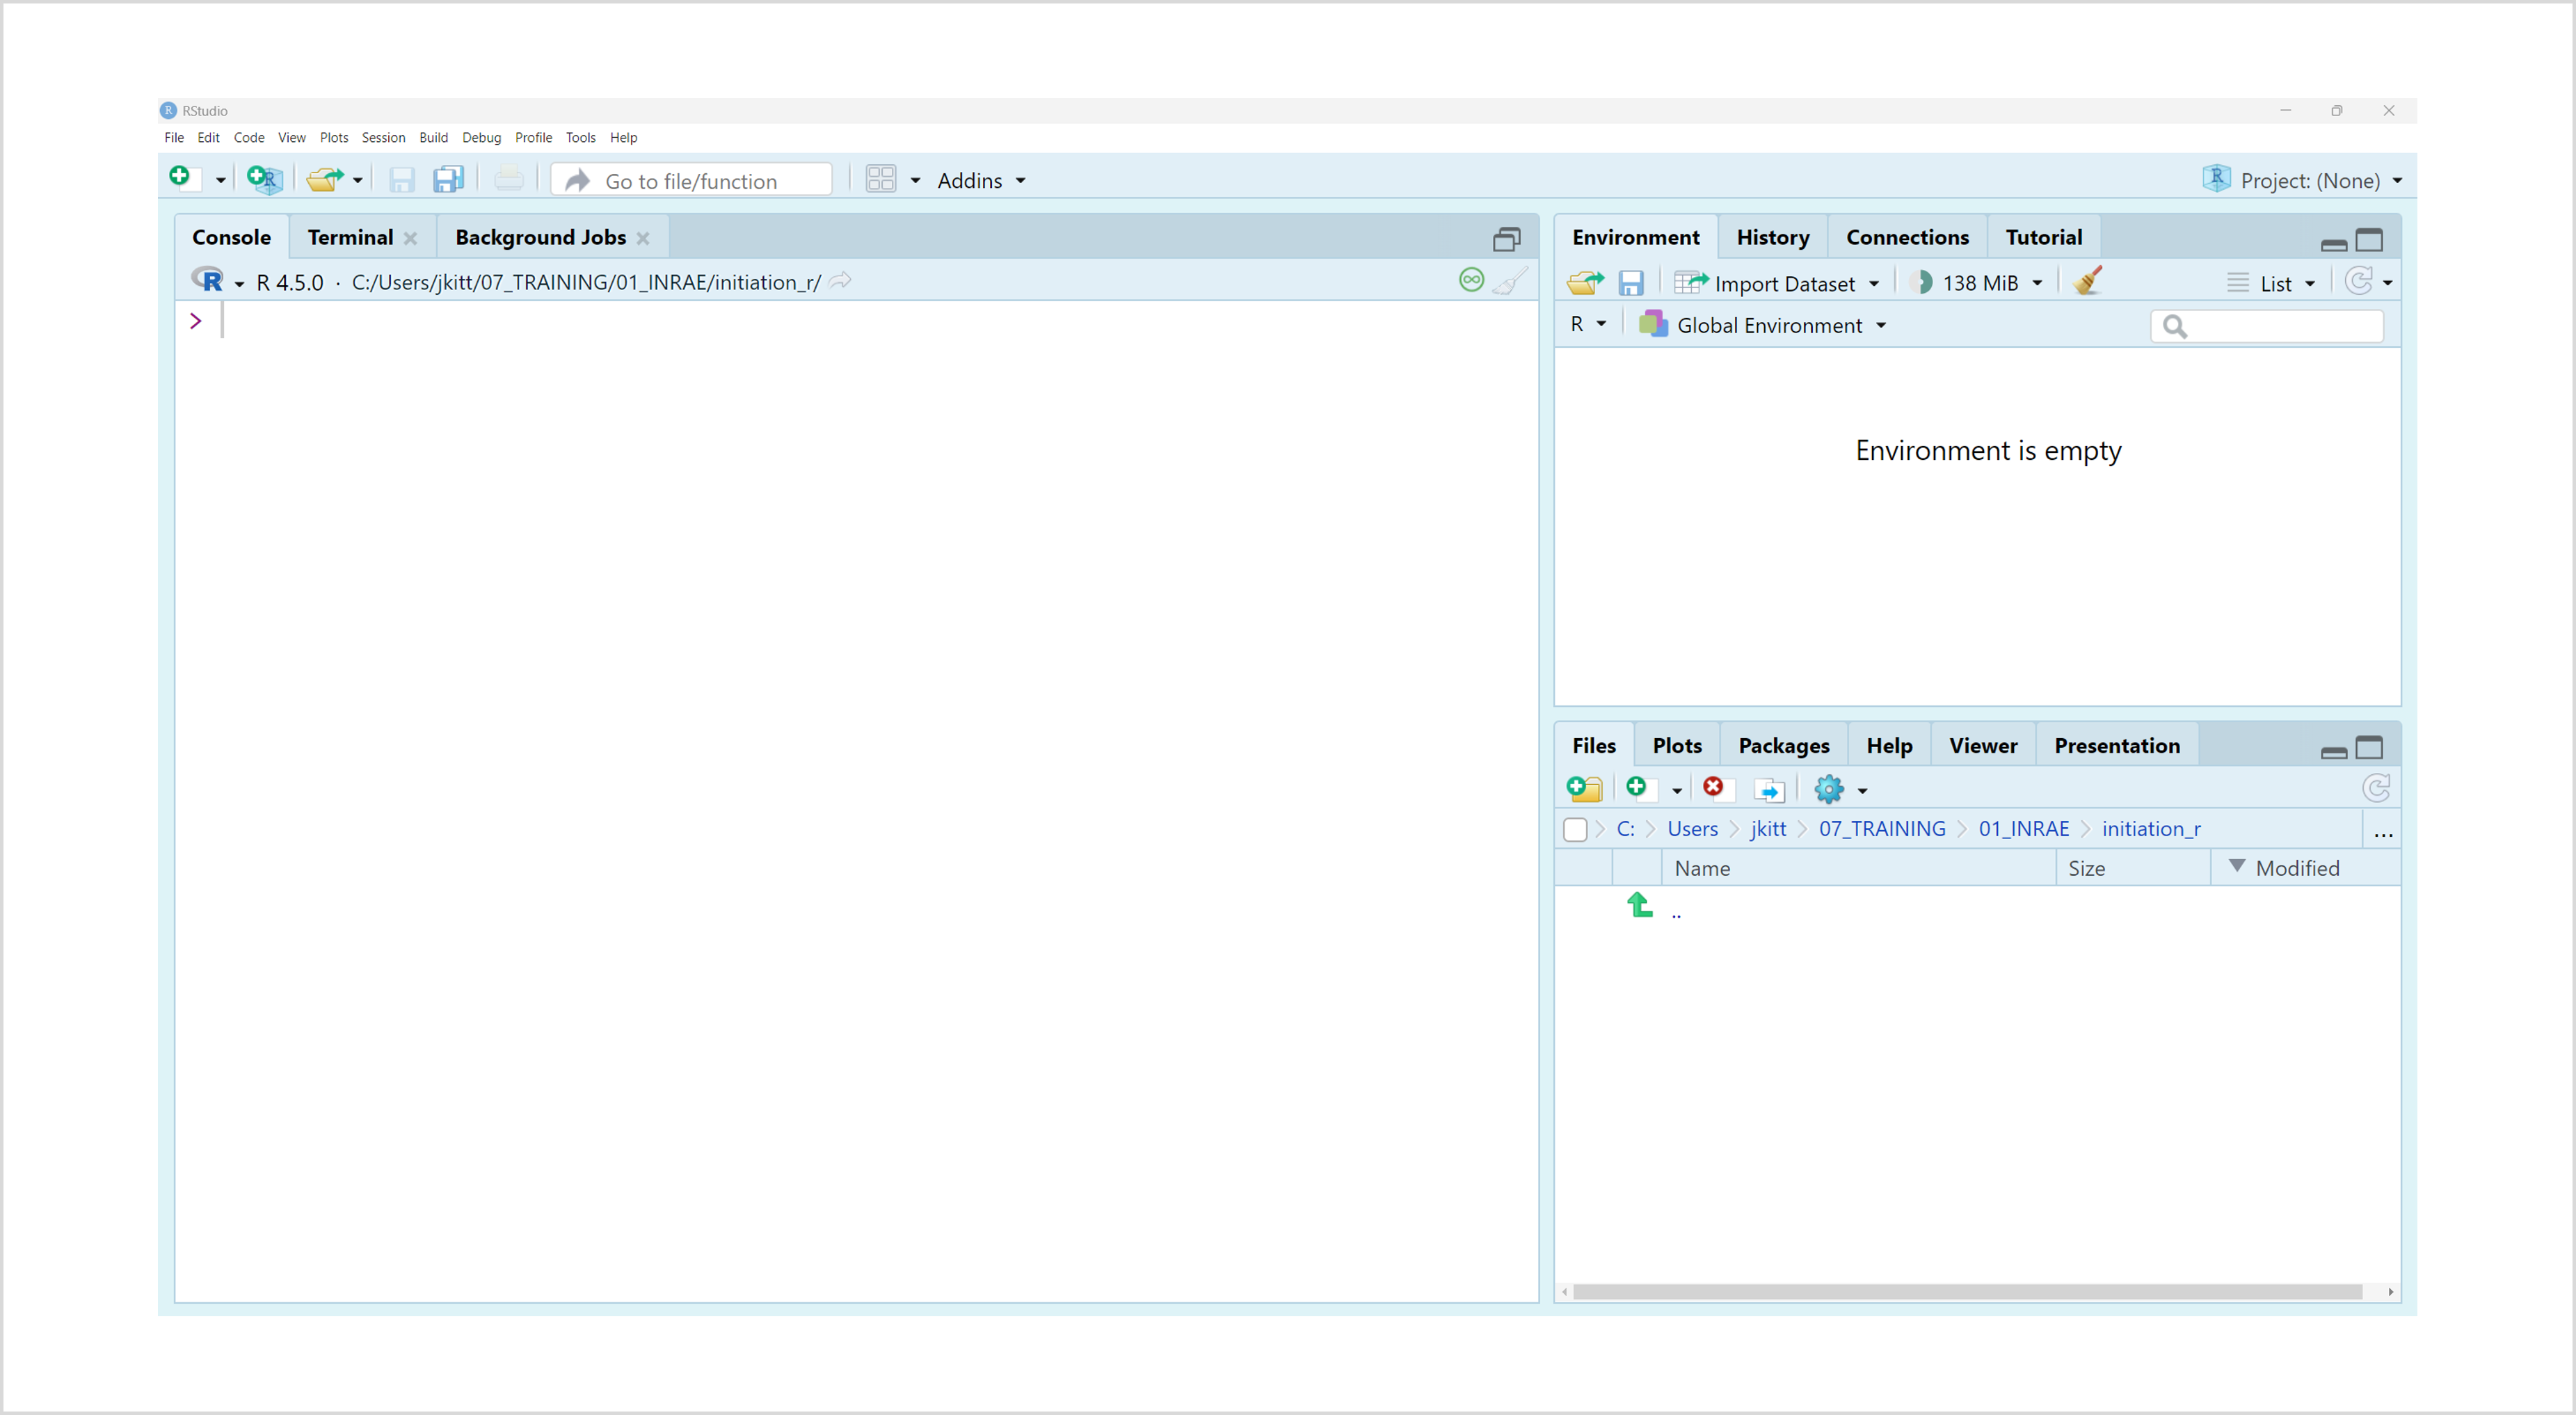 RStudio
File Edit Code View Plots Session Build Debug Profile Tools Help
Go to file/function Addins Project: (None)
Console Terminal Background Jobs
R 4.5.0 · C:/Users/jkitt/07_TRAINING/01_INRAE/initiation_r/
>
Environment History Connections Tutorial
Import Dataset 138 MiB List
R Global Environment
Environment is empty
Files Plots Packages Help Viewer Presentation
C: Users jkitt 07_TRAINING 01_INRAE initiation_r ...
Name Size Modified
..